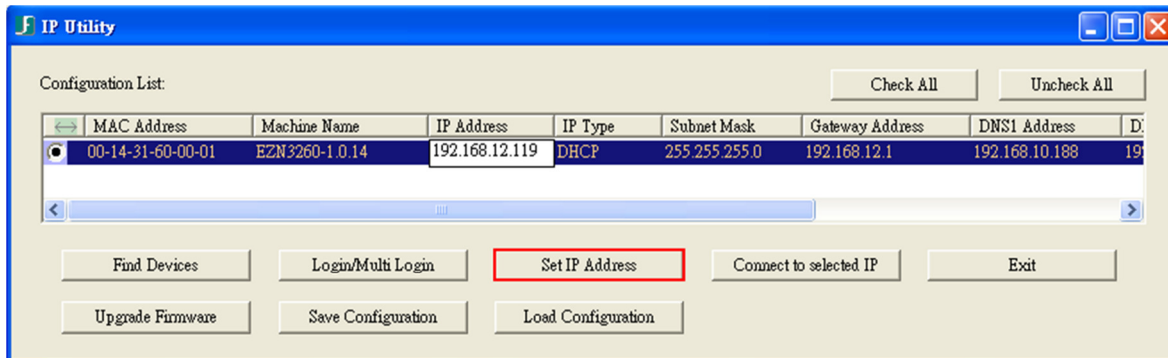 IP Utility
Configuration List:
Check All
Uncheck All
MAC Address Machine Name IP Address IP Type Subnet Mask Gateway Address DNS1 Address D
00-14-31-60-00-01 EZN3260-1.0.14 192.168.12.119 DHCP 255.255.255.0 192.168.12.1 192.168.10.188 19
Find Devices Login/Multi Login Set IP Address Connect to selected IP Exit
Upgrade Firmware Save Configuration Load Configuration